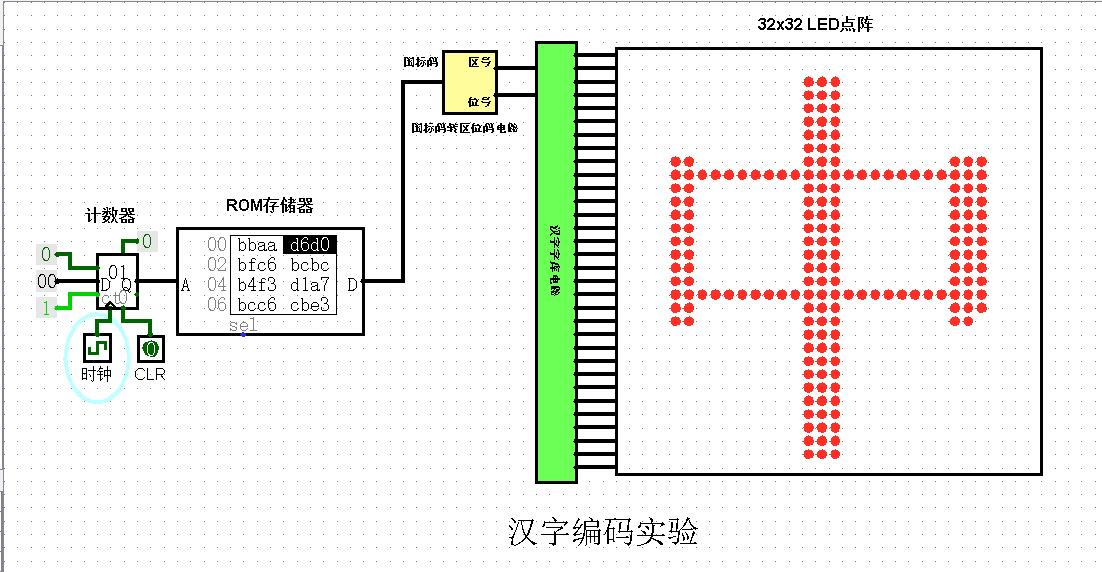 32x32 LED点阵
国标码
区号
位号
国标码转区位码电路
汉字字库电路
计数器
0
0
00
1
01
D Q
ct0
时钟
0
CLR
ROM存储器
A
00 bbaa d6d0
02 bfc6 bcbc
04 b4f3 d1a7
06 bcc6 cbe3
D
sel
汉字编码实验